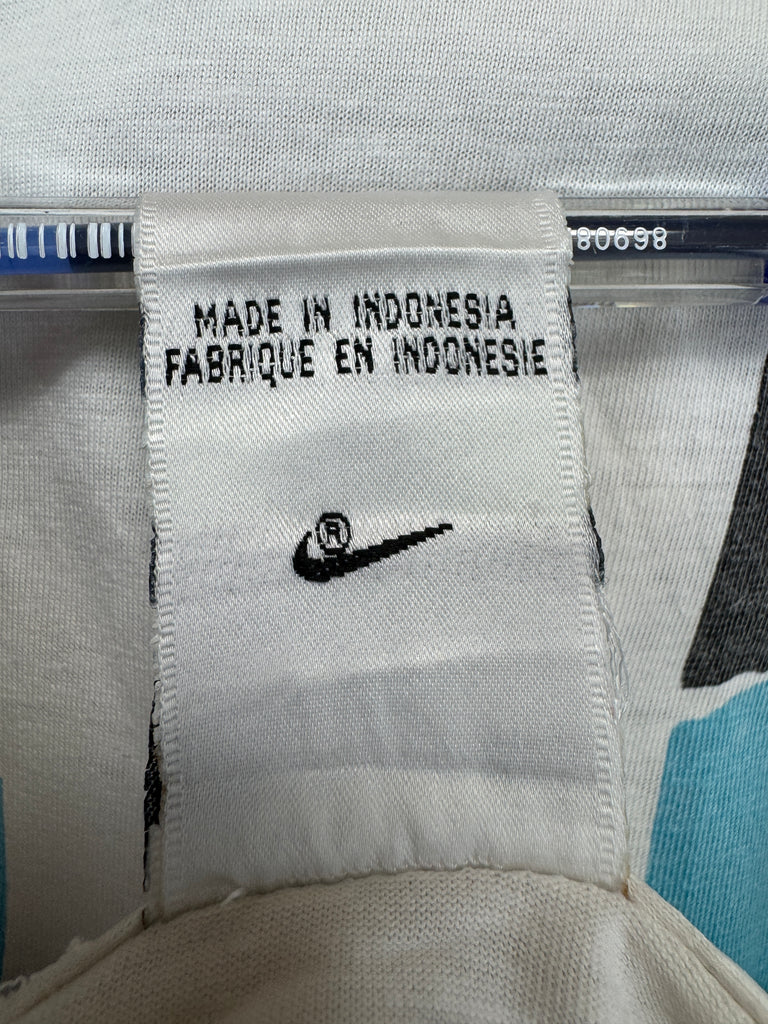 80698
MADE IN INDONESIA
FABRIQUE EN INDONESIE
®